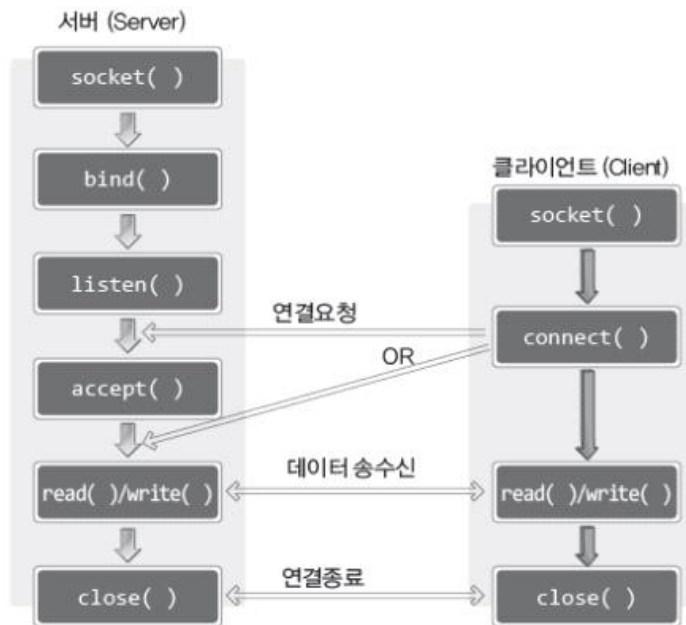 서버 (Server)
socket( )
bind( )
listen( )
accept( )
read( )/write( )
close( )
연결요청
OR
데이터 송수신
연결종료
클라이언트 (Client)
socket( )
connect( )
read( )/write( )
close( )